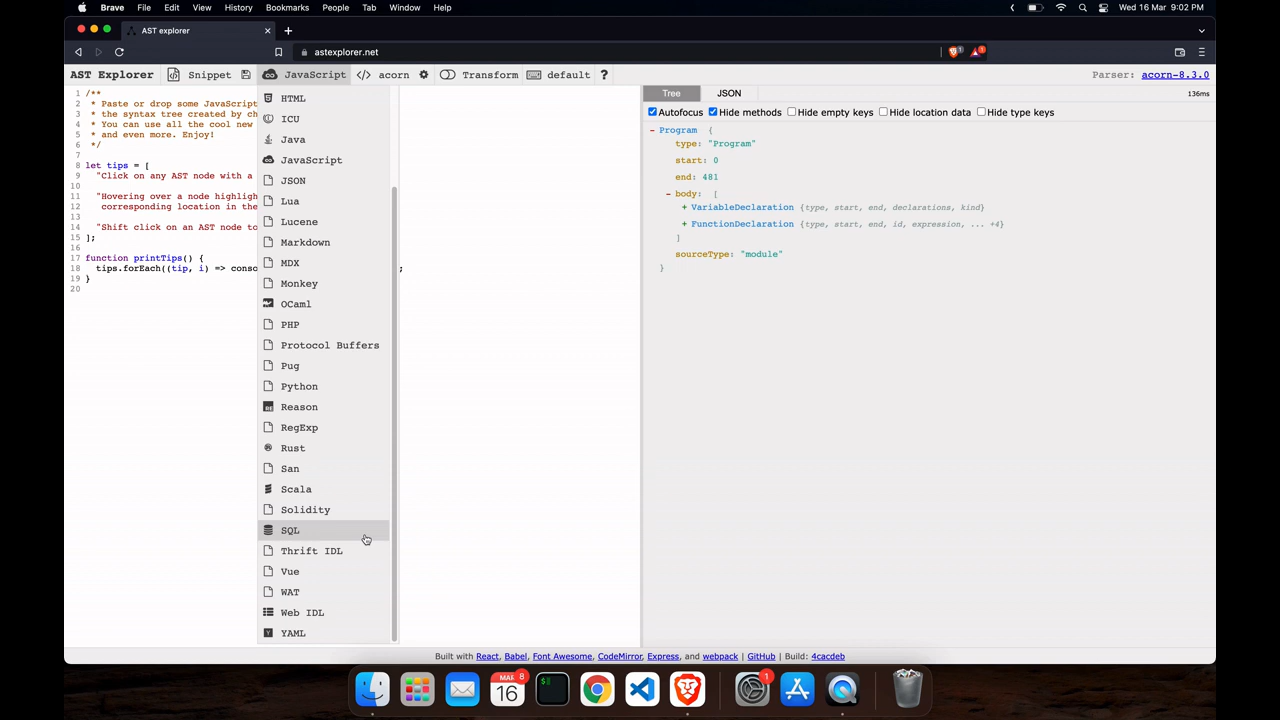 Brave File Edit View History Bookmarks People Tab Window Help Wed 16 Mar 9:02 PM
AST explorer
astexplorer.net
1
1
AST Explorer Snippet JavaScript acorn Transform default ? Parser: acorn-8.3.0
Tree JSON 136ms
Autofocus Hide methods Hide empty keys Hide location data Hide type keys
1 /**
2 * Paste or drop some JavaScript
3 * the syntax tree created by ch
4 * You can use all the cool new
5 * and even more. Enjoy!
6 */
7
8 let tips = [
9 "Click on any AST node with a
10
11 "Hovering over a node highligh
12 corresponding location in the
13
14 "Shift click on an AST node to
15 ];
16
17 function printTips() {
18 tips.forEach((tip, i) => conso ;
19 }
20
HTML
ICU
Java
JavaScript
JSON
Lua
Lucene
Markdown
MDX
Monkey
OCaml
PHP
Protocol Buffers
Pug
Python
Reason
RegExp
Rust
San
Scala
Solidity
SQL
Thrift IDL
Vue
WAT
Web IDL
YAML
- Program {
type: "Program"
start: 0
end: 481
- body: [
+ VariableDeclaration {type, start, end, declarations, kind}
+ FunctionDeclaration {type, start, end, id, expression, ... +4}
]
sourceType: "module"
}
Built with React, Babel, Font Awesome, CodeMirror, Express, and webpack | GitHub | Build: 4cacdeb
MAR
16
8
$
1